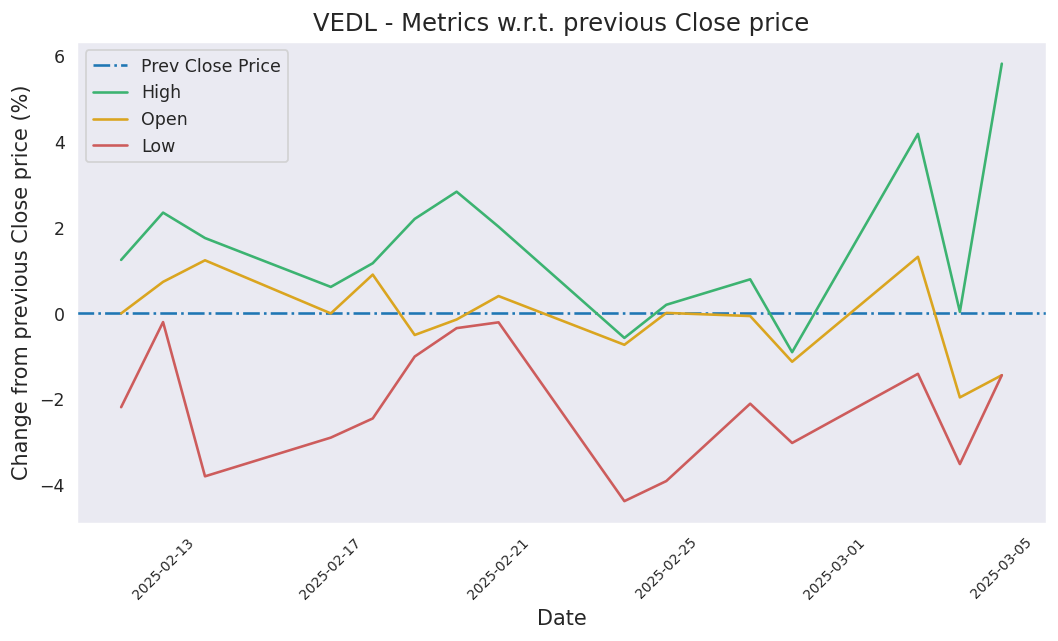 VEDL - Metrics w.r.t. previous Close price
Change from previous Close price (%)
6
4
2
0
−2
−4
Prev Close Price
High
Open
Low
2025-02-13
2025-02-17
2025-02-21
2025-02-25
2025-03-01
2025-03-05
Date